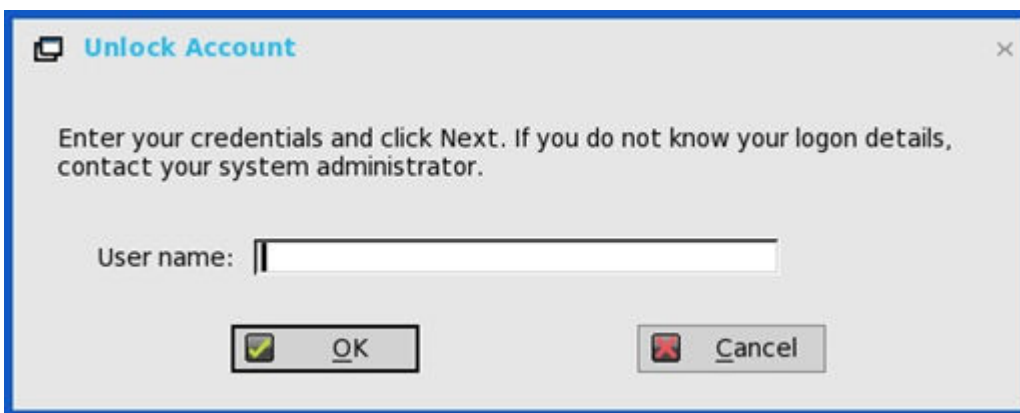 Unlock Account
Enter your credentials and click Next. If you do not know your logon details,
contact your system administrator.
User name:
OK
Cancel